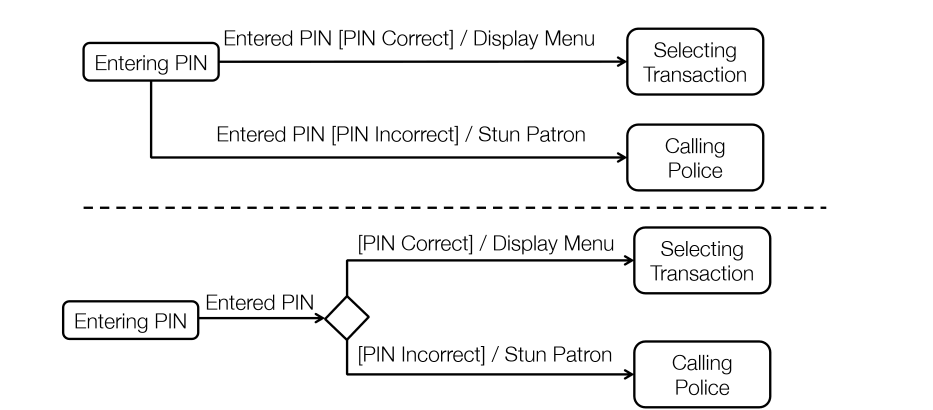 Entered PIN [PIN Correct] / Display Menu
Entering PIN
Selecting
Transaction
Entered PIN [PIN Incorrect] / Stun Patron
Calling
Police
[PIN Correct] / Display Menu
Selecting
Transaction
Entered PIN
Entering PIN
[PIN Incorrect] / Stun Patron
Calling
Police